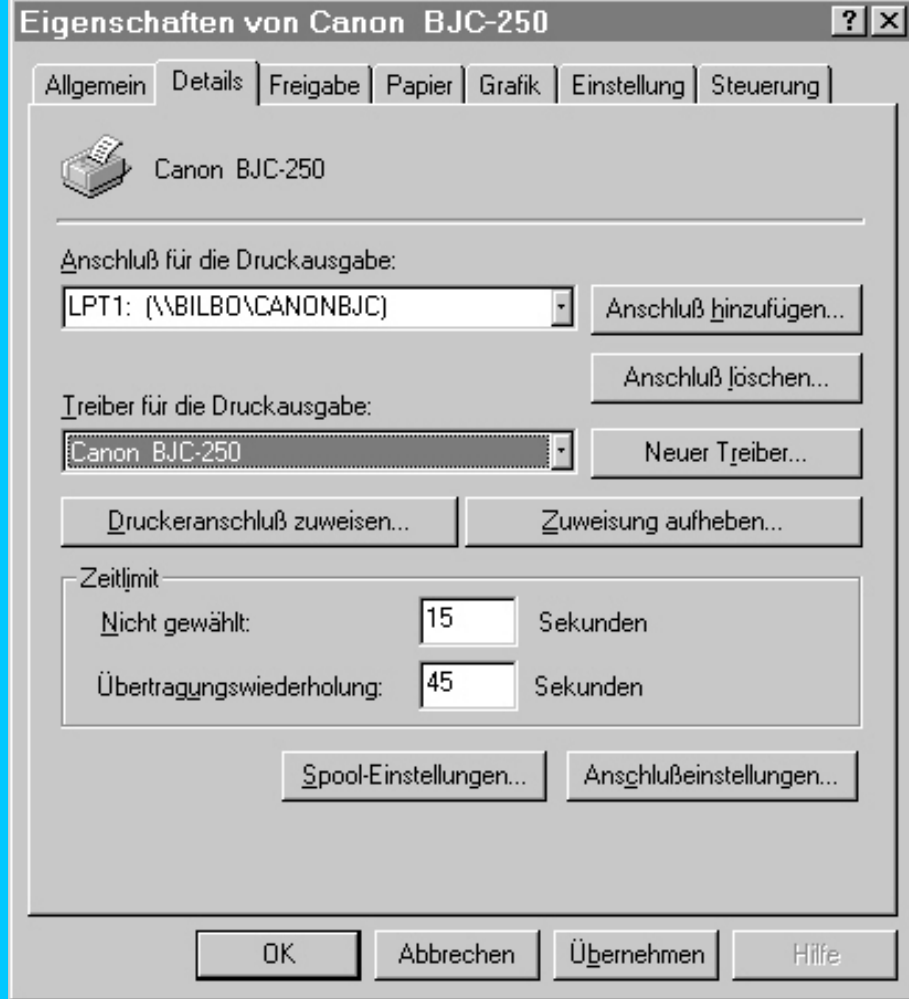 Eigenschaften von Canon BJC-250 ? ×
Allgemein Details Freigabe Papier Grafik Einstellung Steuerung
Canon BJC-250
Anschluß für die Druckausgabe:
LPT1: (\\BILBO\CANONBJC) Anschluß hinzufügen...
Anschluß löschen...
Treiber für die Druckausgabe:
Canon BJC-250 Neuer Treiber...
Druckeranschluß zuweisen... Zuweisung aufheben...
Zeitlimit
Nicht gewählt: 15 Sekunden
Übertragungswiederholung: 45 Sekunden
Spool-Einstellungen... Anschlußeinstellungen...
OK Abbrechen Übernehmen Hilfe